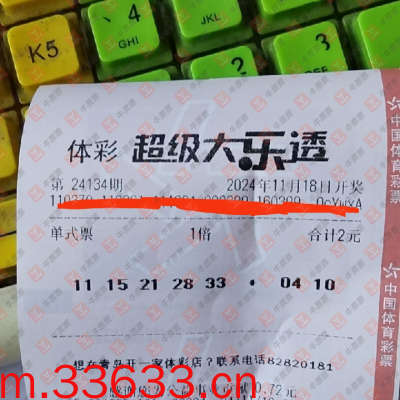 K5
4
GHI
JKL
3
体彩 超级大乐透
第 24134期 2024年11月18日开奖
单式票 1倍 合计2元
11 15 21 28 33 · 04 10
想在青岛开一家体彩店？联系电话82820181
0.72元
m.33633.cn
中国体育彩票
中国体育彩票